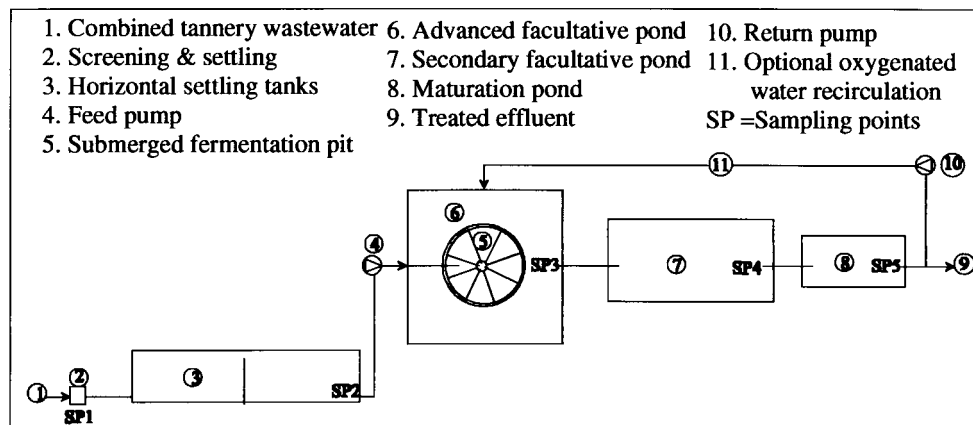 1. Combined tannery wastewater
2. Screening & settling
3. Horizontal settling tanks
4. Feed pump
5. Submerged fermentation pit
6. Advanced facultative pond
7. Secondary facultative pond
8. Maturation pond
9. Treated effluent
10. Return pump
11. Optional oxygenated
water recirculation
SP =Sampling points
11
10
6
5
4
SP3
7
SP4
8
SP5
9
1
2
SP1
3
SP2